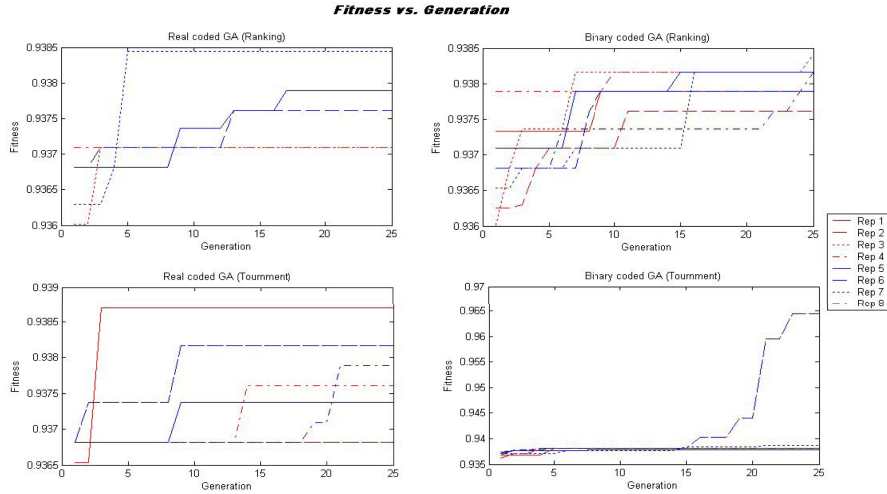 Fitness vs. Generation
Real coded GA (Ranking)
0.9385
0.938
0.9375
0.937
0.9365
0.936
Fitness
0 5 10 15 20 25
Generation
Binary coded GA (Ranking)
0.9385
0.938
0.9375
0.937
0.9365
0.936
Fitness
0 5 10 15 20 25
Generation
Rep 1
Rep 2
Rep 3
Rep 4
Rep 5
Rep 6
Rep 7
Rep 8
Real coded GA (Tournment)
0.939
0.9385
0.938
0.9375
0.937
0.9365
Fitness
0 5 10 15 20 25
Generation
Binary coded GA (Tournment)
0.97
0.965
0.96
0.955
0.95
0.945
0.94
0.935
Fitness
0 5 10 15 20 25
Generation